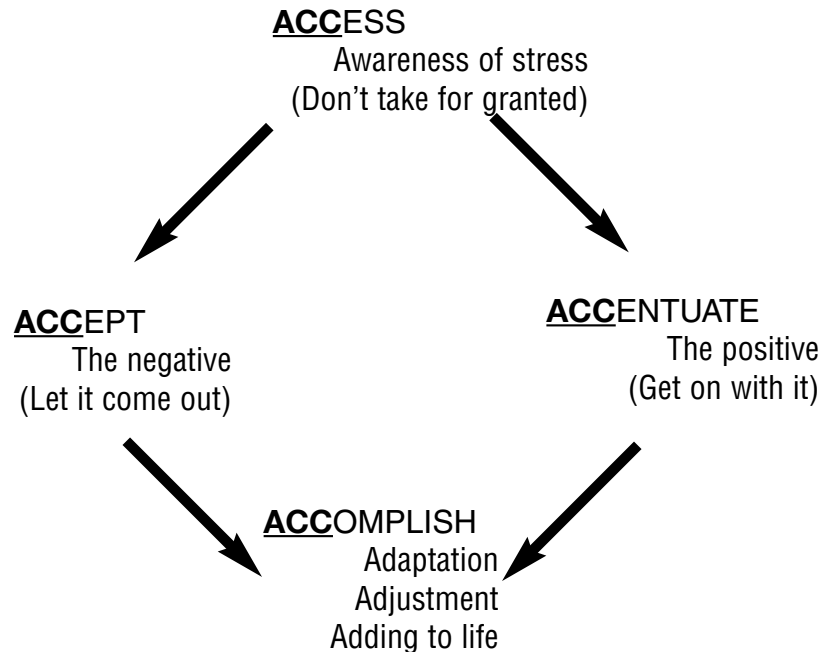 ACCESS
Awareness of stress
(Don't take for granted)
ACCEPT
The negative
(Let it come out)
ACCENTUATE
The positive
(Get on with it)
ACCOMPLISH
Adaptation
Adjustment
Adding to life